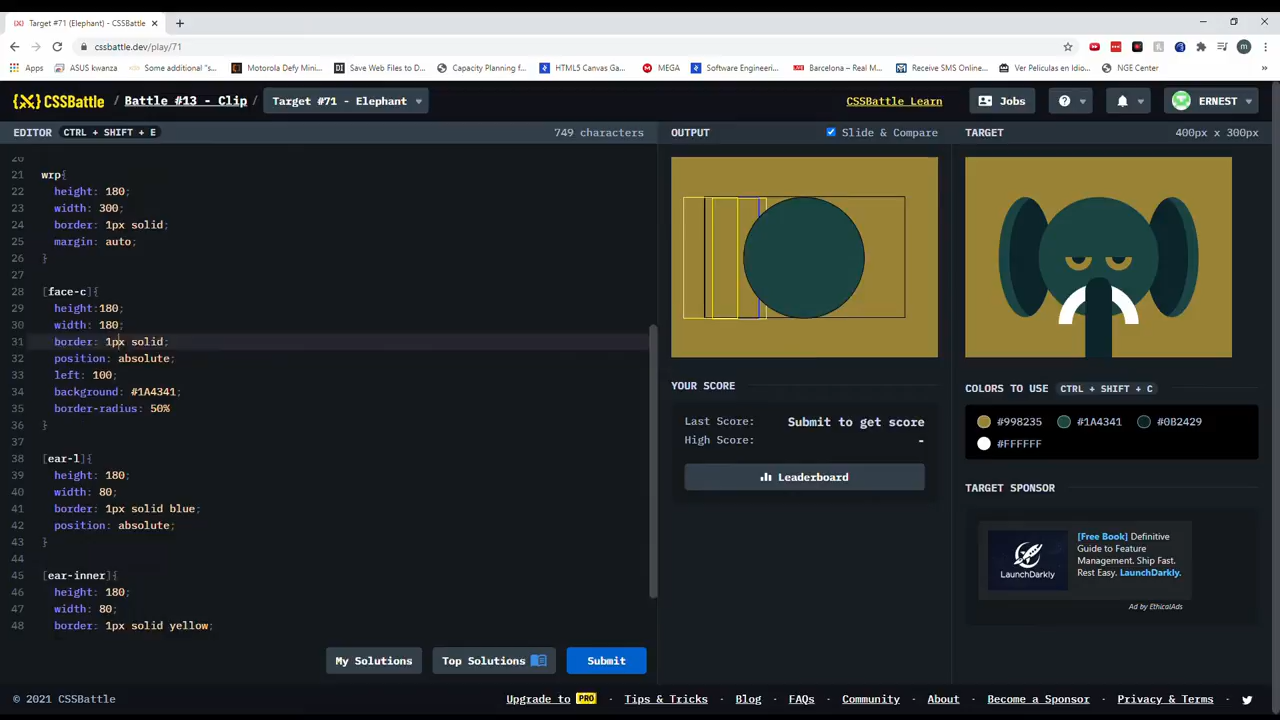 Target #71 (Elephant) - CSSBattle
cssbattle.dev/play/71
Apps
ASUS kwanza
Some additional "s...
Motorola Defy Mini...
Save Web Files to D...
Capacity Planning f...
HTML5 Canvas Ga...
MEGA
Software Engineeri...
Barcelona – Real M...
Receive SMS Online...
Ver Peliculas en Idio...
NGE Center
CSSBATTLE
/ Battle #13 - Clip /
Target #71 - Elephant
CSSBattle Learn
Jobs
ERNEST
EDITOR CTRL + SHIFT + E
749 characters
OUTPUT
Slide & Compare
TARGET
400px x 300px
20
21 wrp{
22 height: 180;
23 width: 300;
24 border: 1px solid;
25 margin: auto;
26 }
27
28 [face-c]{
29 height:180;
30 width: 180;
31 border: 1px solid;
32 position: absolute;
33 left: 100;
34 background: #1A4341;
35 border-radius: 50%
36 }
37
38 [ear-l]{
39 height: 180;
40 width: 80;
41 border: 1px solid blue;
42 position: absolute;
43 }
44
45 [ear-inner]{
46 height: 180;
47 width: 80;
48 border: 1px solid yellow;
YOUR SCORE
Last Score: Submit to get score
High Score: -
Leaderboard
COLORS TO USE CTRL + SHIFT + C
#998235 #1A4341 #0B2429
#FFFFFF
TARGET SPONSOR
LaunchDarkly
[Free Book] Definitive
Guide to Feature
Management. Ship Fast.
Rest Easy. LaunchDarkly.
Ad by EthicalAds
My Solutions
Top Solutions
Submit
© 2021 CSSBattle
Upgrade to PRO · Tips & Tricks · Blog · FAQs · Community · About · Become a Sponsor · Privacy & Terms ·